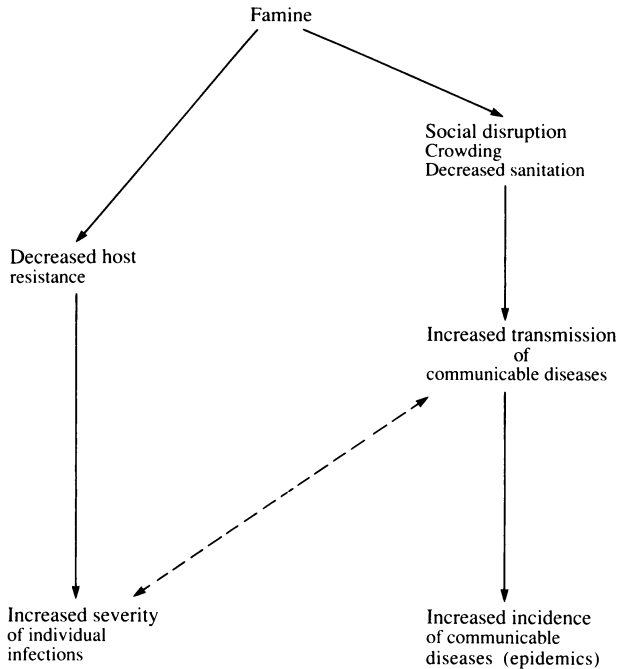 Famine
Social disruption
Crowding
Decreased sanitation
Decreased host
resistance
Increased transmission
of
communicable diseases
Increased severity
of individual
infections
Increased incidence
of communicable
diseases (epidemics)